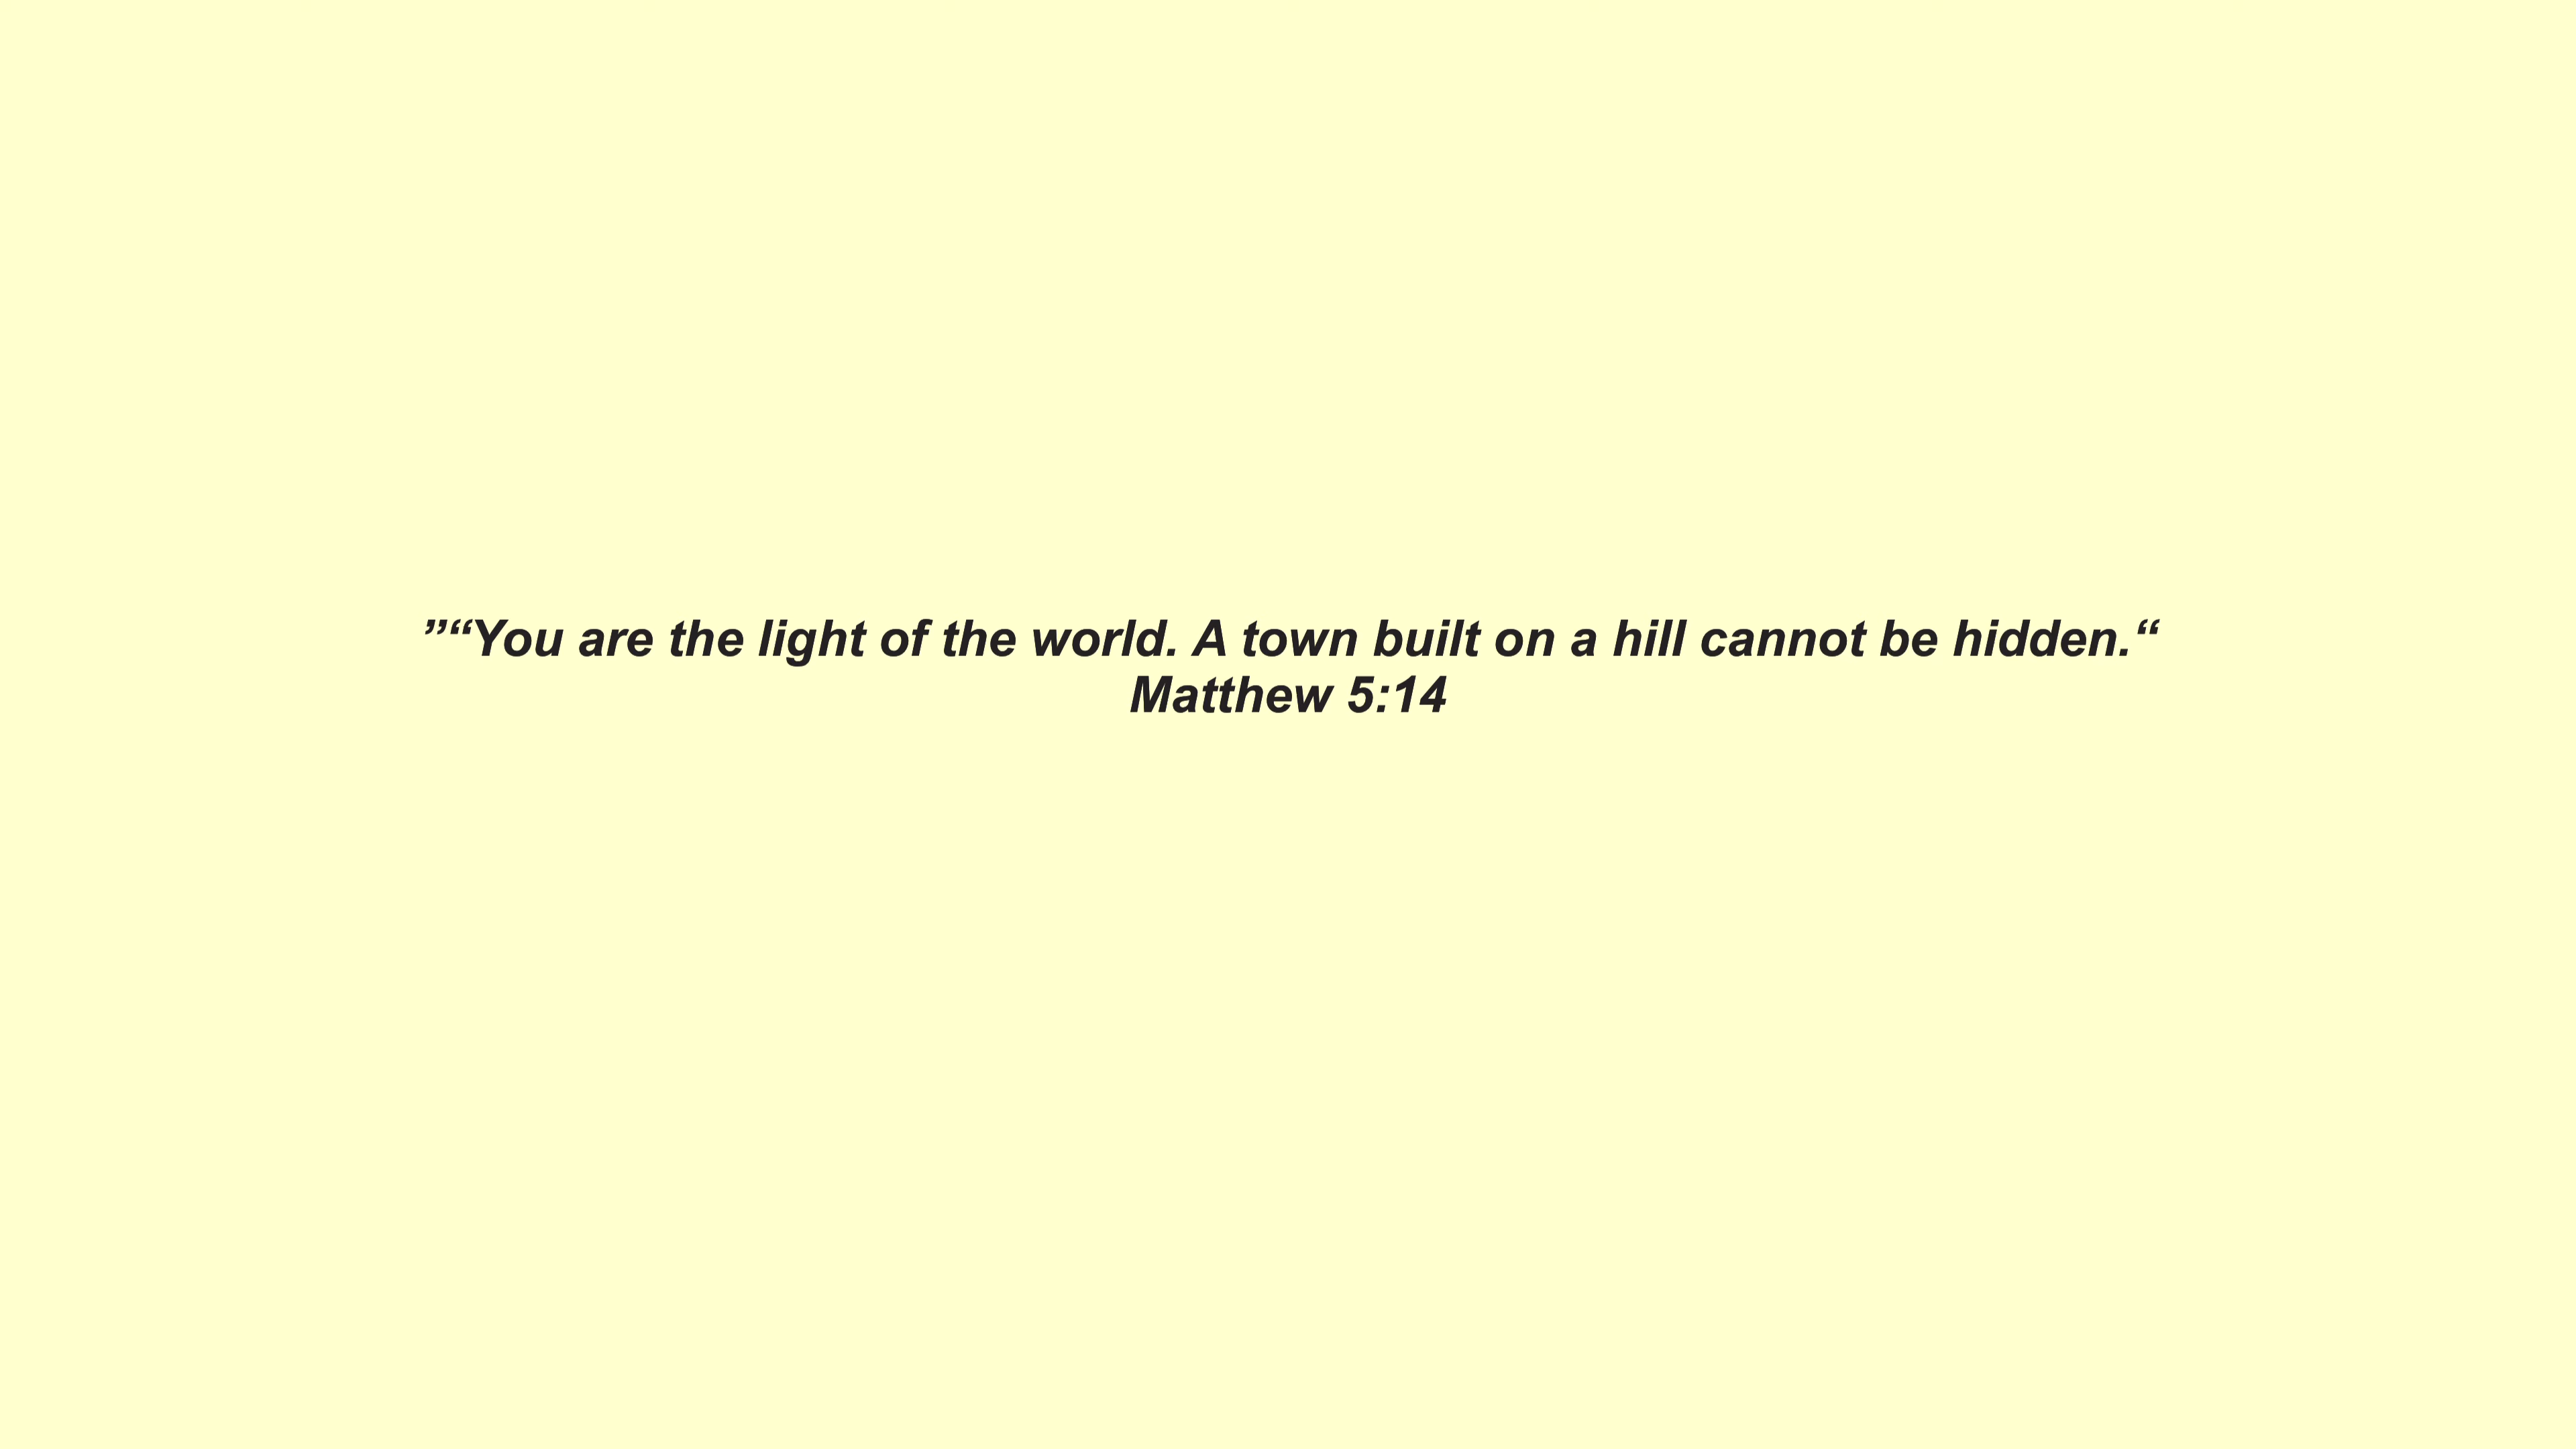 ”“You are the light of the world. A town built on a hill cannot be hidden.“
Matthew 5:14